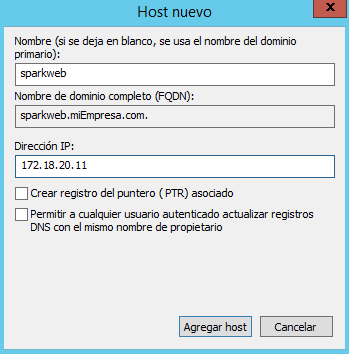 Host nuevo
x
Nombre (si se deja en blanco, se usa el nombre del dominio
primario):
sparkweb
Nombre de dominio completo (FQDN):
sparkweb.miEmpresa.com.
Dirección IP:
172.18.20.11
Crear registro del puntero (PTR) asociado
Permitir a cualquier usuario autenticado actualizar registros
DNS con el mismo nombre de propietario
Agregar host
Cancelar